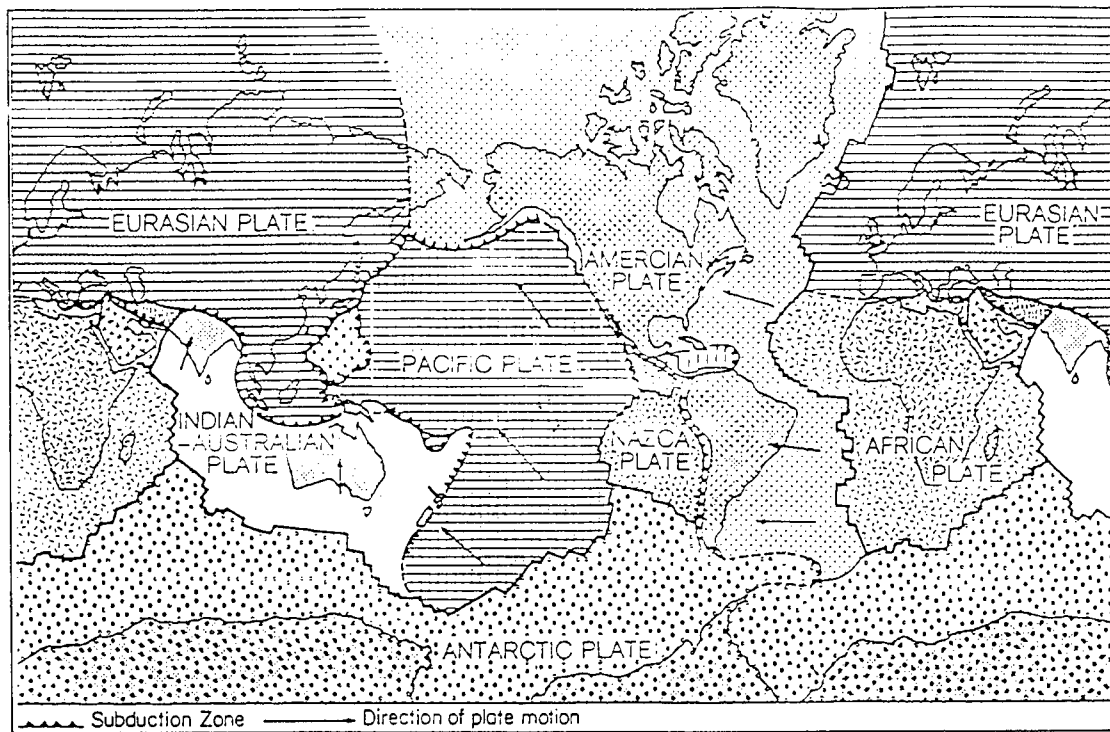 EURASIAN PLATE
EURASIAN
PLATE
AMERCIAN
PLATE
PACIFIC PLATE
INDIAN
-AUSTRALIAN
PLATE
NAZCA
PLATE
AFRICAN
PLATE
ANTARCTIC PLATE
Subduction Zone
Direction of plate motion